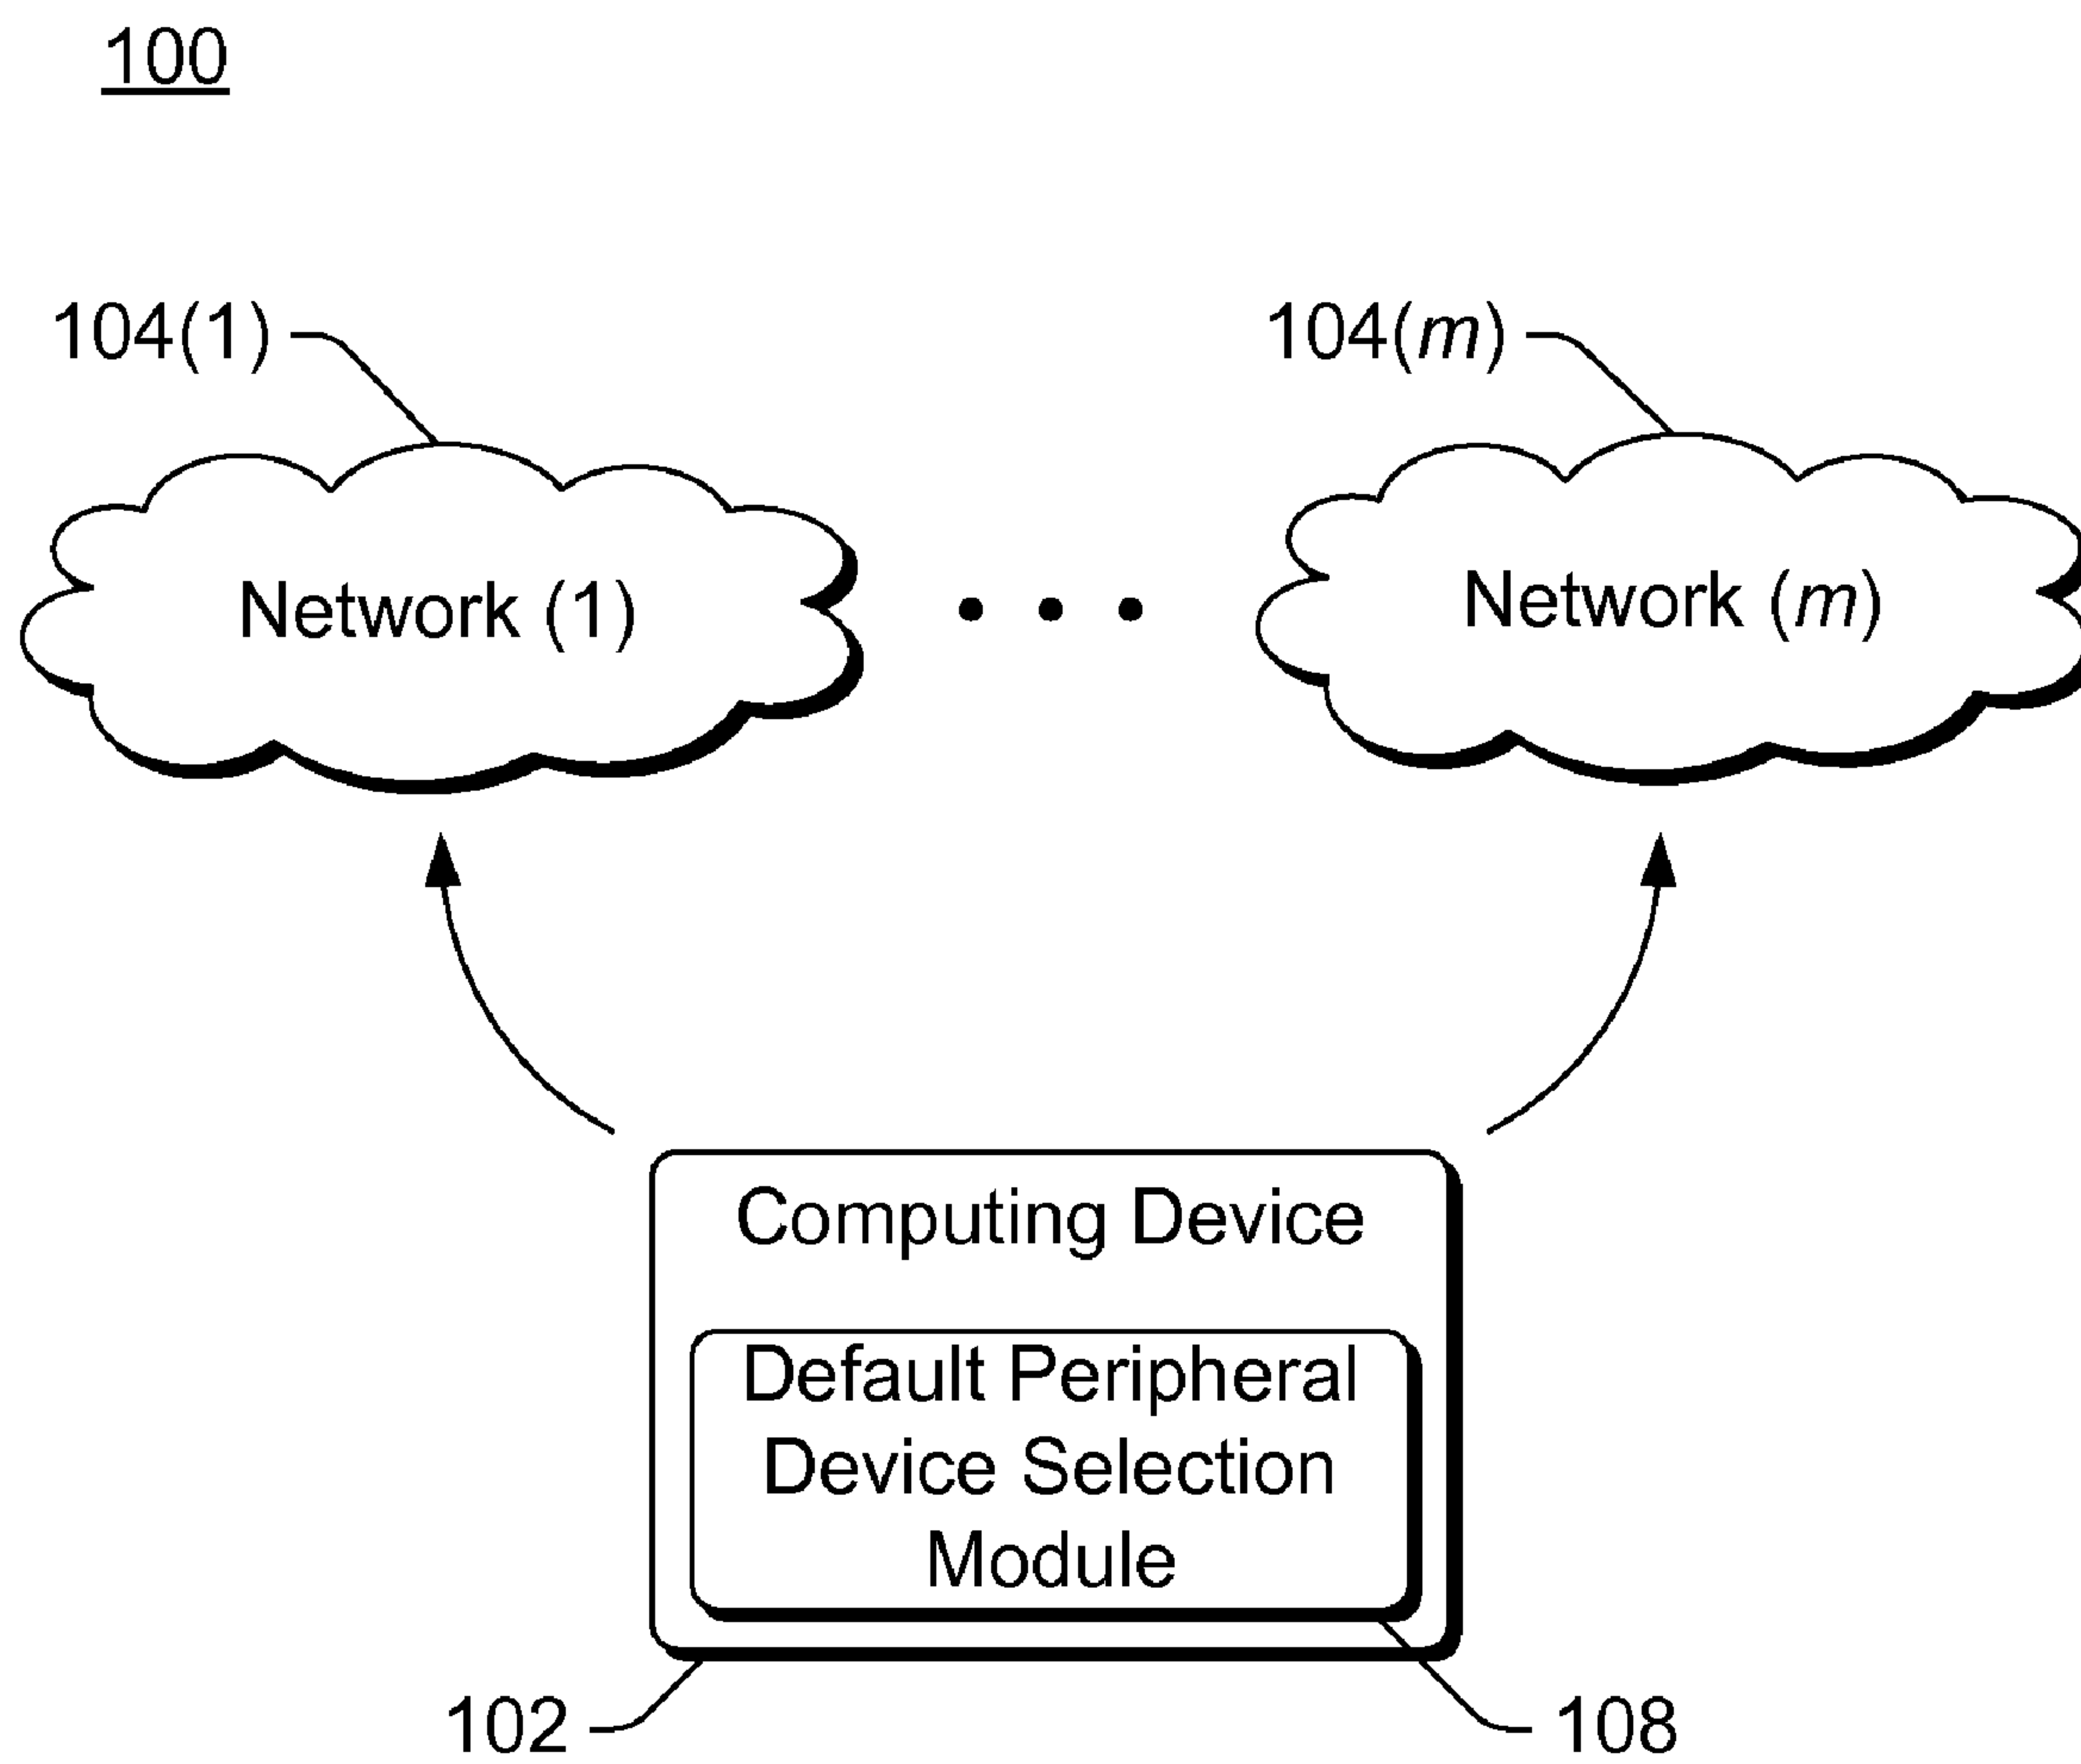 100
104(1)
104(m)
Network (1)
Network (m)
Computing Device
Default Peripheral
Device Selection
Module
102
108